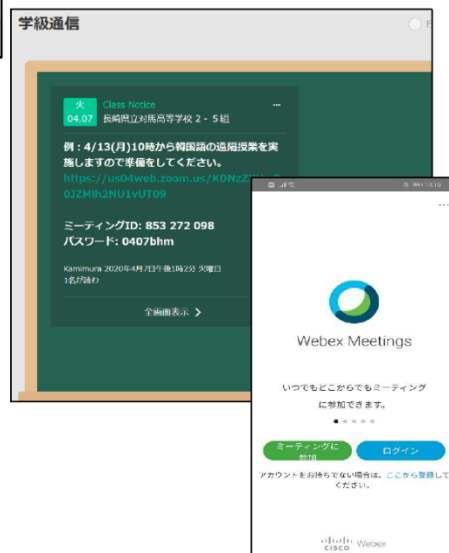 学級通信
火
04.07
Class Notice
長崎県立対馬高等学校 2 - 5組
例:4/13(月)10時から韓国語の遠隔授業を実
施しますので準備をしてください。
https://us04web.zoom.us/
0JZMlh2NU1vUT09
ミーティングID: 853 272 098
パスワード: 0407bhm
Kamimura 2020年4月7日午後1時2分 火曜日
1名が読む
全画面表示 >
Webex Meetings
いつでもどこからでもミーティング
に参加できます。
ミーティングに
参加
ログイン
アカウントをお持ちでない場合は、ここから登録して
ください。
CISCO Webex